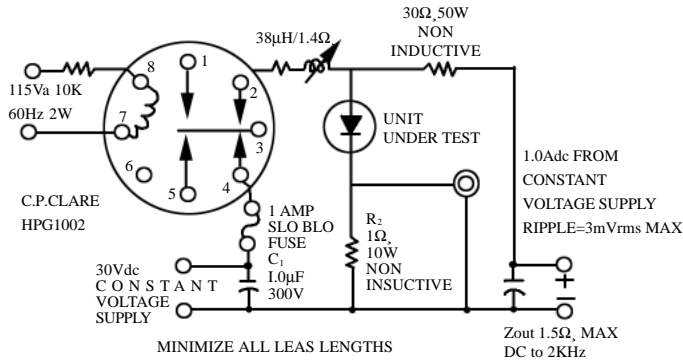 38µH/1.4Ω
30Ω,50W
NON
INDUCTIVE
8
1
2
7
3
6
5
4
115Va 10K
60Hz 2W
C.P.CLARE
HPG1002
UNIT
UNDER TEST
1.0Adc FROM
CONSTANT
VOLTAGE SUPPLY
RIPPLE=3mVrms MAX
1 AMP
SLO BLO
FUSE
C1
I.0µF
300V
R2
1Ω,
10W
NON
INSUCTIVE
30Vdc
CONSTANT
VOLTAGE
SUPPLY
+
−
Zout 1.5Ω, MAX
DC to 2KHz
MINIMIZE ALL LEAS LENGTHS